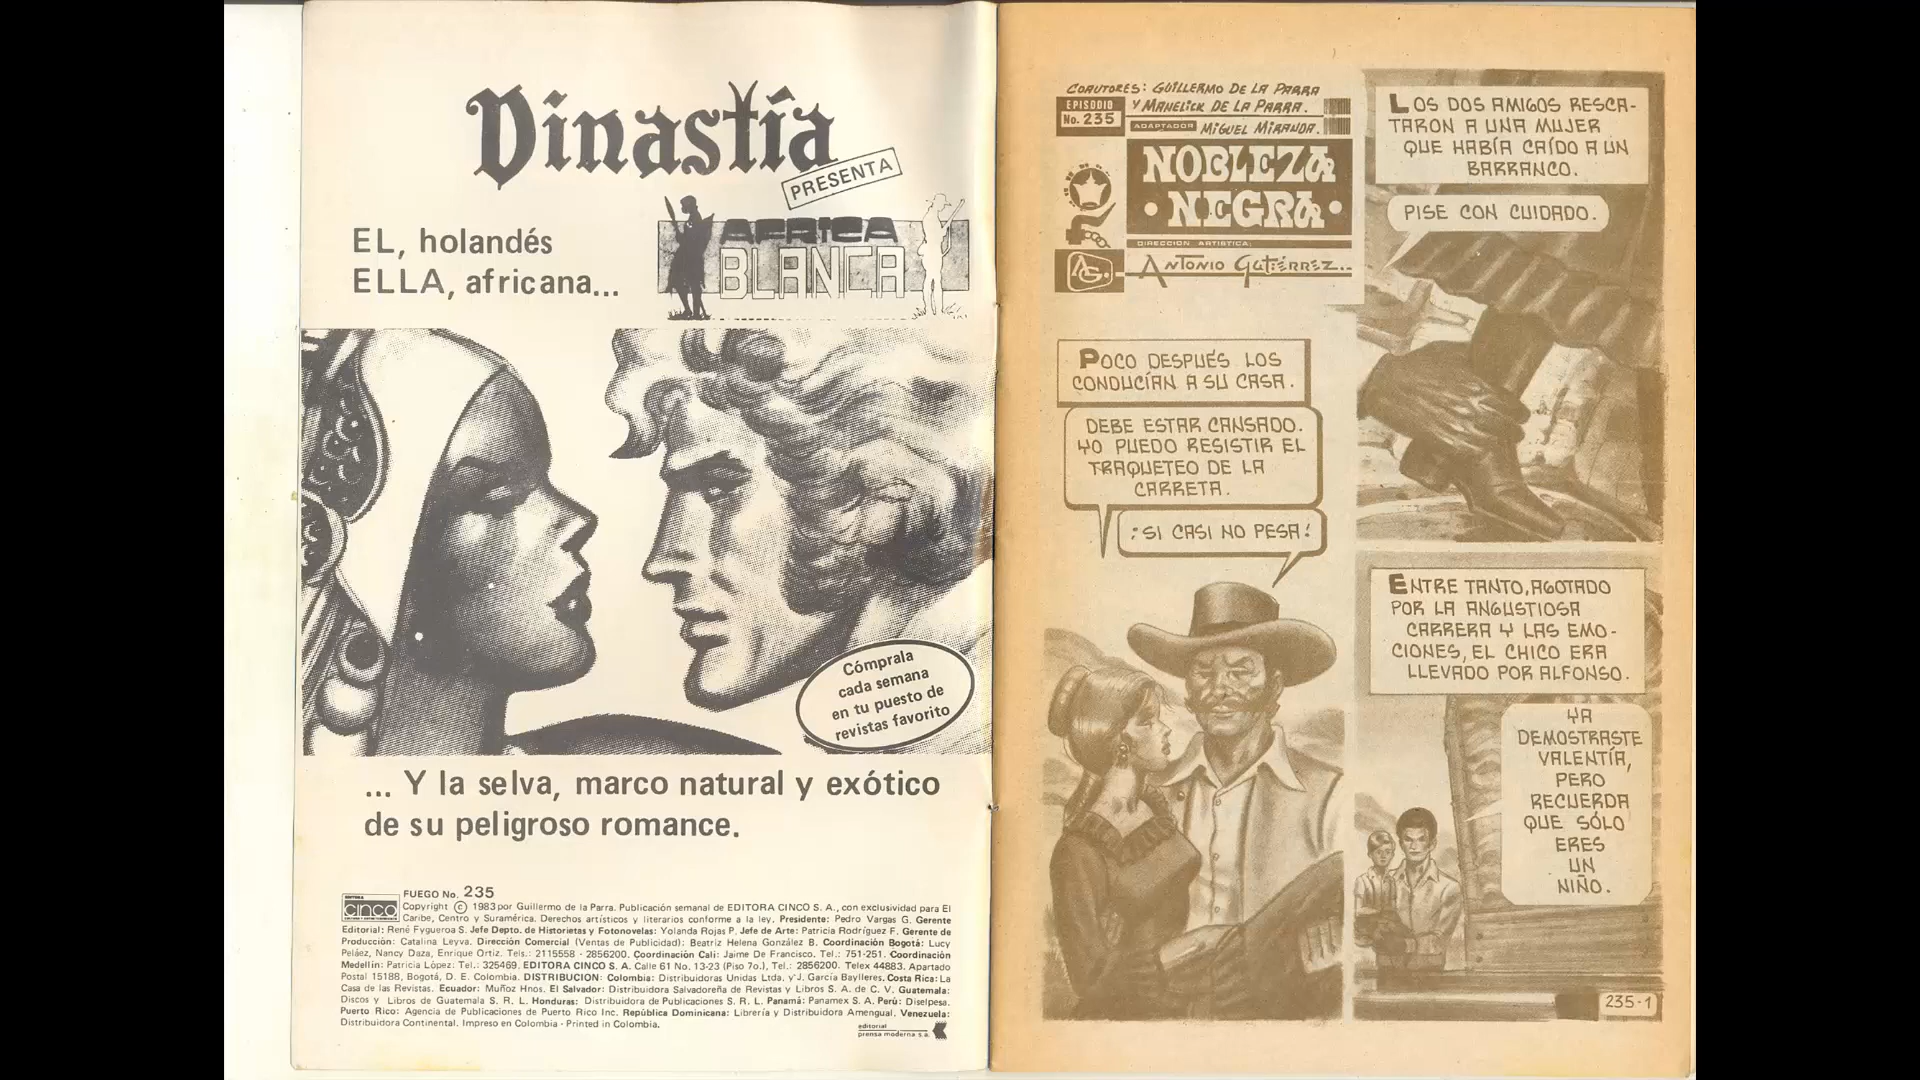 Dinastía
PRESENTA
AFRICA
BLANCA
EL, holandés
ELLA, africana...
Cómprala
cada semana
en tu puesto de
revistas favorito
... Y la selva, marco natural y exótico
de su peligroso romance.
EDITORA
CINCO
FUEGO No. 235
Copyright © 1983 por Guillermo de la Parra. Publicación semanal de EDITORA CINCO S. A., con exclusividad para El
Caribe, Centro y Suramérica. Derechos artísticos y literarios conforme a la ley. Presidente: Pedro Vargas G. Gerente
Editorial: René Fygueroa S. Jefe Depto. de Historietas y Fotonovelas: Yolanda Rojas P. Jefe de Arte: Patricia Rodríguez F. Gerente de
Producción: Catalina Leyva. Dirección Comercial (Ventas de Publicidad): Beatriz Helena González B. Coordinación Bogotá: Lucy
Peláez, Nancy Daza, Enrique Ortiz. Tels.: 2115558 - 2856200. Coordinación Cali: Jaime De Francisco. Tel.: 751-251. Coordinación
Medellín: Patricia López: Tel.: 325469. EDITORA CINCO S. A. Calle 61 No. 13-23 (Piso 7o.), Tel.: 2856200. Telex 44883. Apartado
Postal 15188, Bogotá, D. E. Colombia. DISTRIBUCION: Colombia: Distribuidoras Unidas Ltda. y J. García Baylleres. Costa Rica: La
Casa de las Revistas. Ecuador: Muñoz Hnos. El Salvador: Distribuidora Salvadoreña de Revistas y Libros S. A. de C. V. Guatemala:
Discos y Libros de Guatemala S. R. L. Honduras: Distribuidora de Publicaciones S. R. L. Panamá: Panamex S. A. Perú: Diselpesa.
Puerto Rico: Agencia de Publicaciones de Puerto Rico Inc. República Dominicana: Librería y Distribuidora Amengual. Venezuela:
Distribuidora Continental. Impreso en Colombia - Printed in Colombia.
editorial
prensa moderna s.a.
COAUTORES: GUILLERMO DE LA PARRA
Y MANELICK DE LA PARRA.
EPISODIO
No. 235
ADAPTADOR MIGUEL MIRANDA.
NOBLEZA
• NEGRA •
DIRECCION ARTISTICA:
AG. ANTONIO GUTIÉRREZ..
LOS DOS AMIGOS RESCA-
TARON A UNA MUJER
QUE HABÍA CAÍDO A UN
BARRANCO.
PISE CON CUIDADO.
POCO DESPUÉS LOS
CONDUCÍAN A SU CASA.
DEBE ESTAR CANSADO.
YO PUEDO RESISTIR EL
TRAQUETEO DE LA
CARRETA.
¡SI CASI NO PESA!
ENTRE TANTO, AGOTADO
POR LA ANGUSTIOSA
CARRERA Y LAS EMO-
CIONES, EL CHICO ERA
LLEVADO POR ALFONSO.
YA
DEMOSTRASTE
VALENTÍA,
PERO
RECUERDA
QUE SÓLO
ERES
UN
NIÑO.
235-1